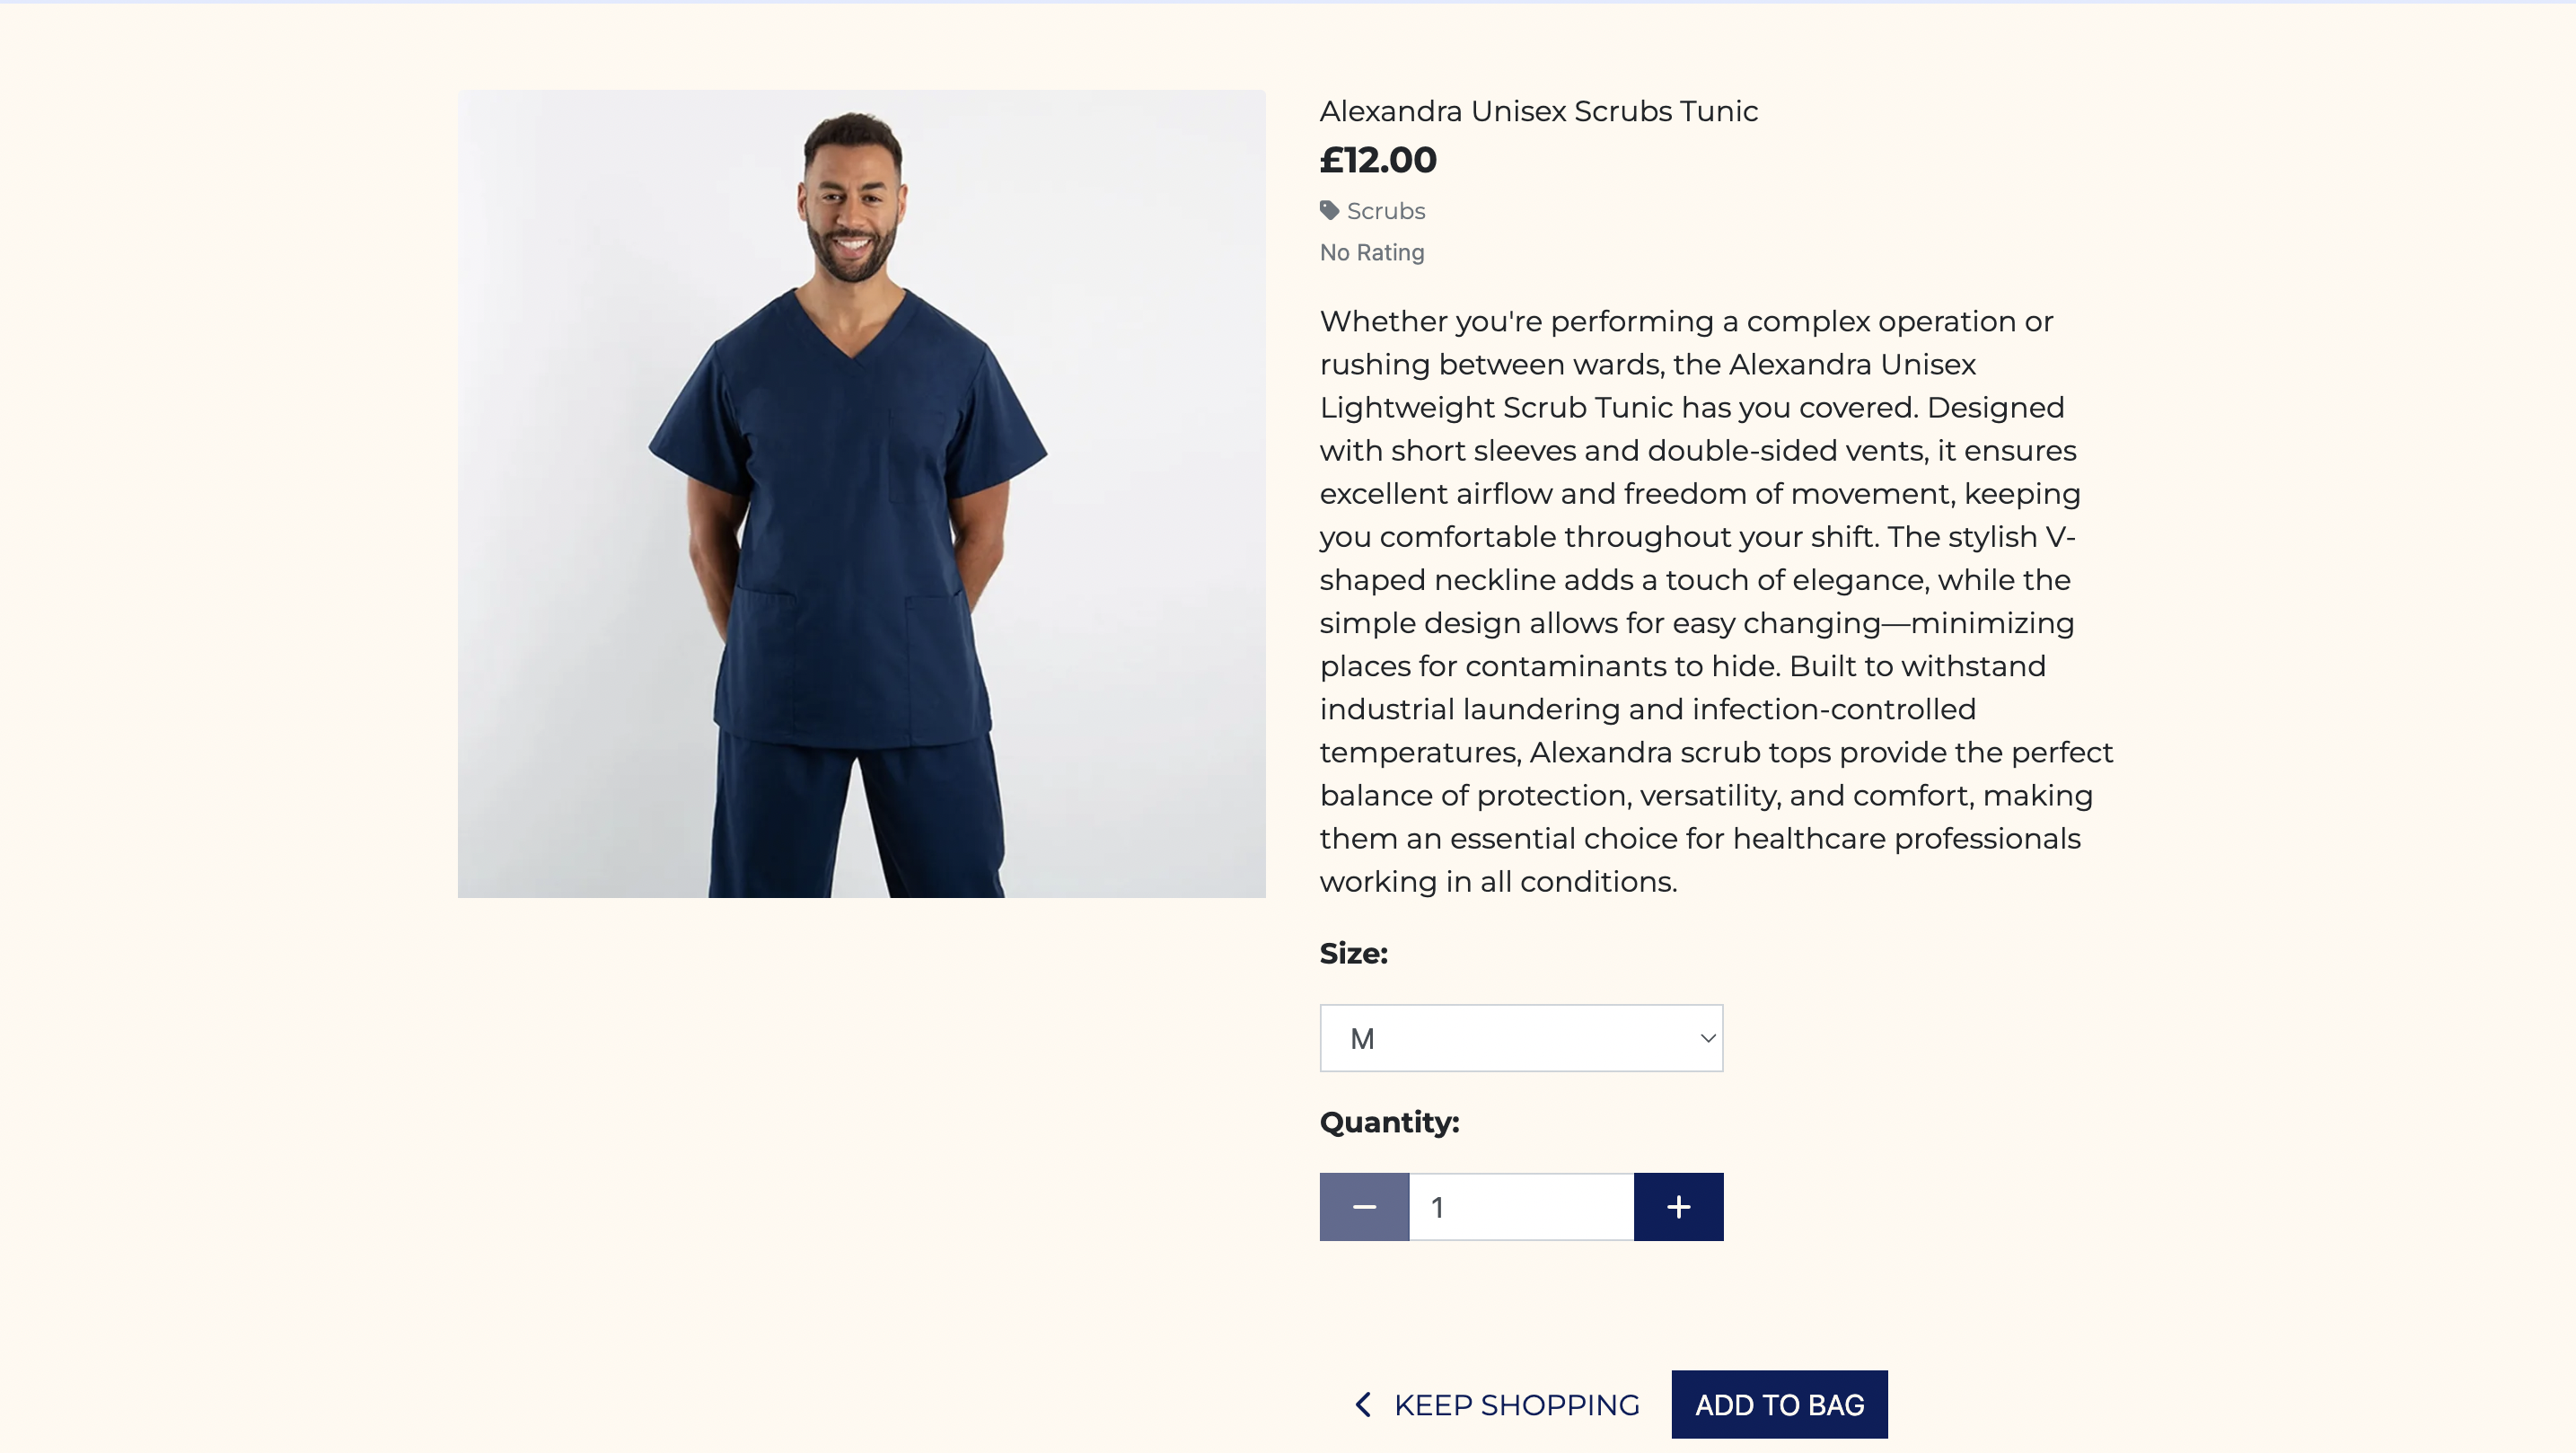 Alexandra Unisex Scrubs Tunic
£12.00
Scrubs
No Rating
Whether you're performing a complex operation or
rushing between wards, the Alexandra Unisex
Lightweight Scrub Tunic has you covered. Designed
with short sleeves and double-sided vents, it ensures
excellent airflow and freedom of movement, keeping
you comfortable throughout your shift. The stylish V-
shaped neckline adds a touch of elegance, while the
simple design allows for easy changing—minimizing
places for contaminants to hide. Built to withstand
industrial laundering and infection-controlled
temperatures, Alexandra scrub tops provide the perfect
balance of protection, versatility, and comfort, making
them an essential choice for healthcare professionals
working in all conditions.
Size:
M
Quantity:
1
KEEP SHOPPING
ADD TO BAG